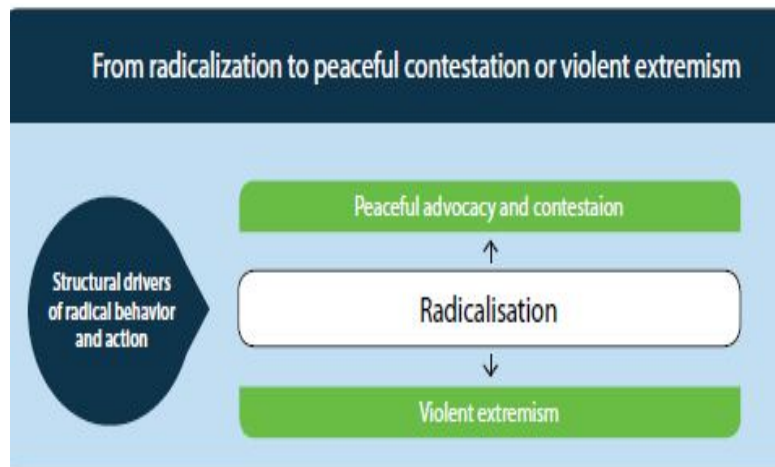 From radicalization to peaceful contestation or violent extremism
Peaceful advocacy and contestaion
Structural drivers
of radical behavior
and action
Radicalisation
Violent extremism